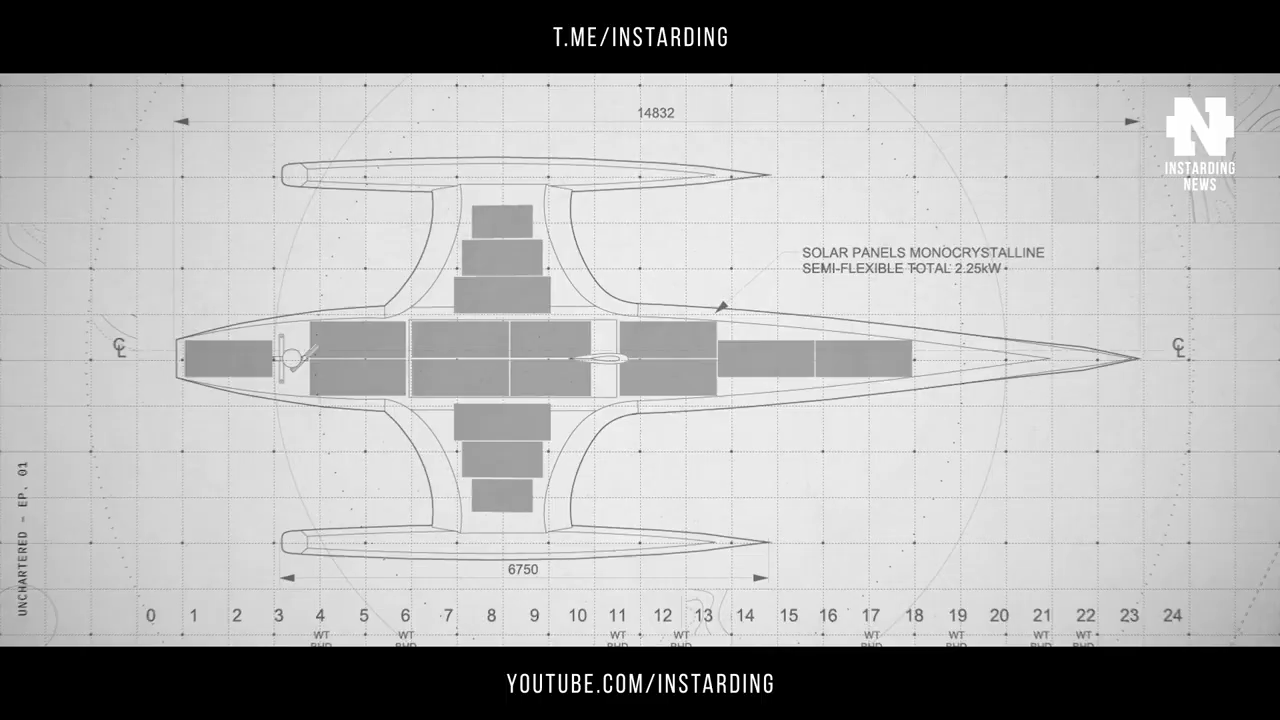 T.ME/INSTARDING
14832
INSTARDING
NEWS
SOLAR PANELS MONOCRYSTALLINE
SEMI-FLEXIBLE TOTAL 2.25kW
℄ ℄
UNCHARTERED – EP. 01
6750
0 1 2 3 4 5 6 7 8 9 10 11 12 13 14 15 16 17 18 19 20 21 22 23 24
WT WT WT WT WT WT WT WT
YOUTUBE.COM/INSTARDING